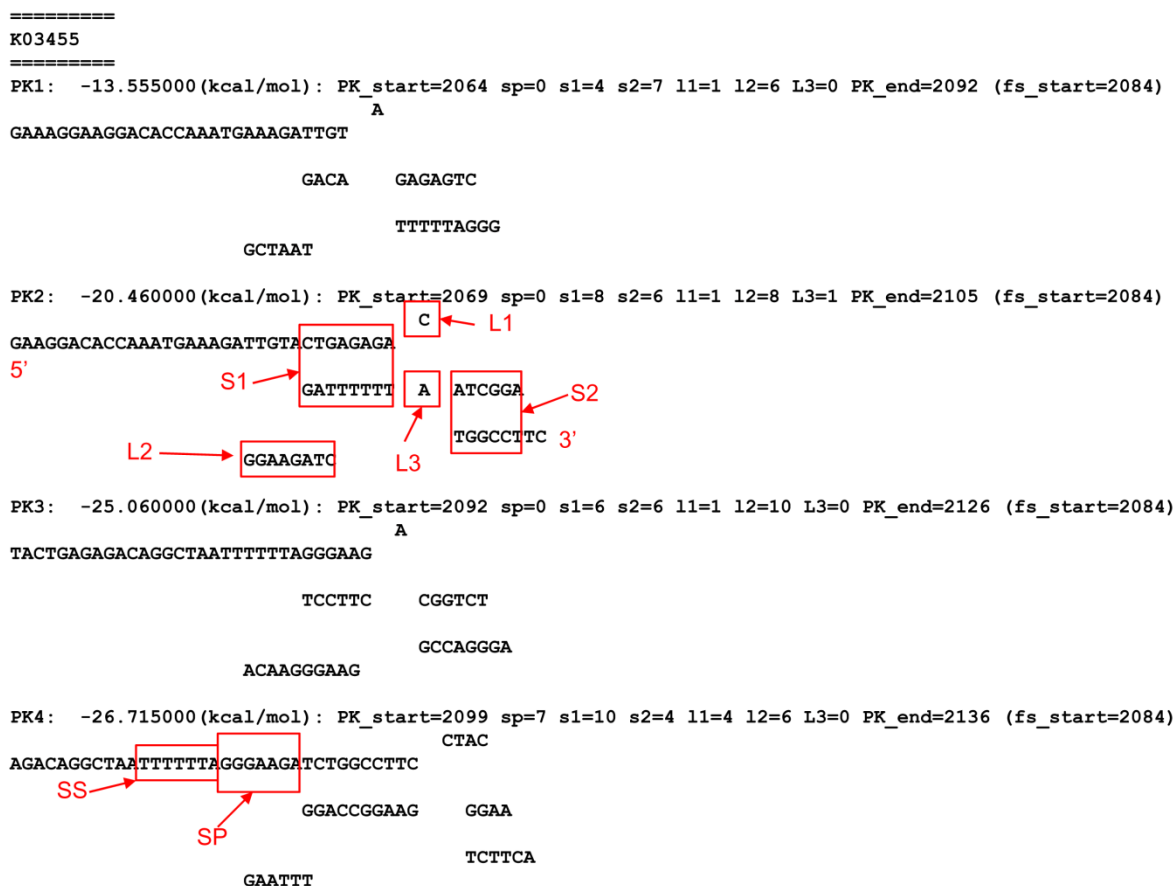 =========
K03455
=========
PK1: -13.555000(kcal/mol): PK_start=2064 sp=0 s1=4 s2=7 l1=1 l2=6 L3=0 PK_end=2092 (fs_start=2084)
A
GAAAGGAAGGACACCAAATGAAAGATTGT
GACA GAGAGTC
TTTTTAGGG
GCTAAT
PK2: -20.460000(kcal/mol): PK_start=2069 sp=0 s1=8 s2=6 l1=1 l2=8 L3=1 PK_end=2105 (fs_start=2084)
C L1
GAAGGACACCAAATGAAAGATTGTACTGAGAGA
5’
S1 GATTTTTT A ATCGGA S2
TGGCCTTC 3’
L2 GGAAGATC L3
PK3: -25.060000(kcal/mol): PK_start=2092 sp=0 s1=6 s2=6 l1=1 l2=10 L3=0 PK_end=2126 (fs_start=2084)
A
TACTGAGAGACAGGCTAATTTTTTAGGGAAG
TCCTTC CGGTCT
GCCAGGGA
ACAAGGGAAG
PK4: -26.715000(kcal/mol): PK_start=2099 sp=7 s1=10 s2=4 l1=4 l2=6 L3=0 PK_end=2136 (fs_start=2084)
CTAC
AGACAGGCTAATTTTTTAGGGAAGATCTGGCCTTC
SS
GGACCGGAAG GGAA
SP
TCTTCA
GAATTT